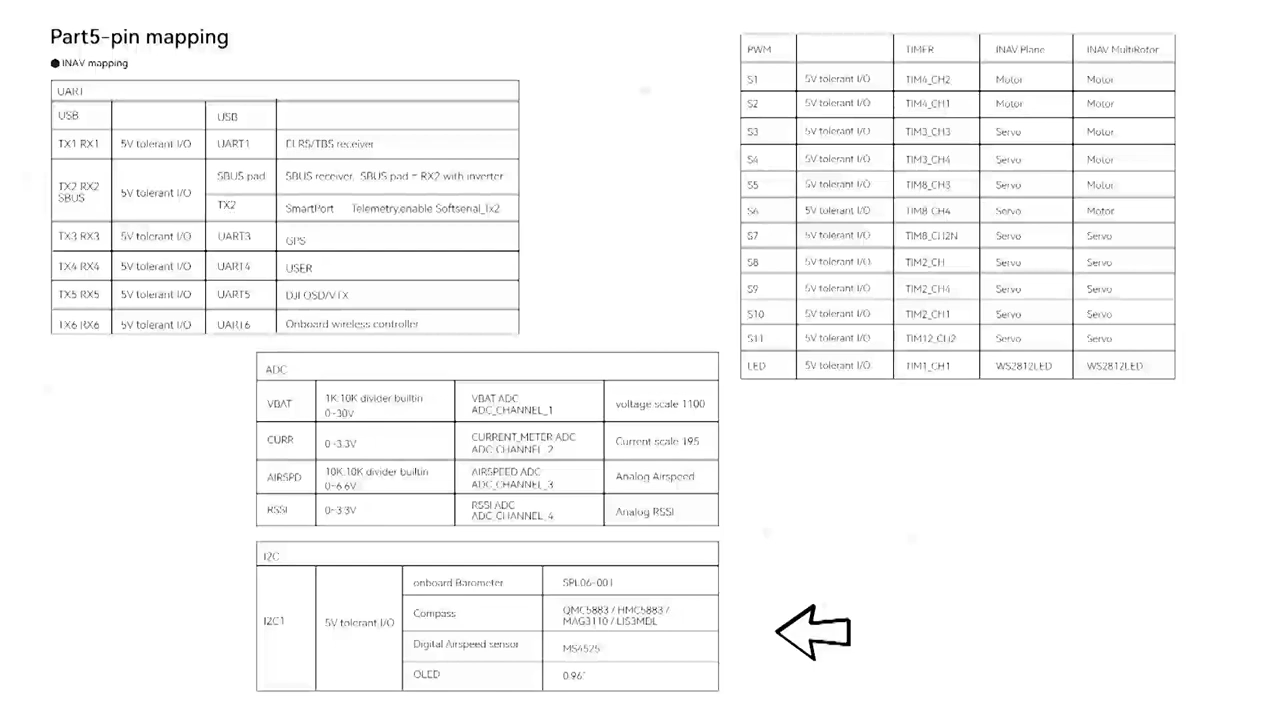 Part5-pin mapping
INAV mapping
UART
USB USB
TX1 RX1 5V tolerant I/O UART1 ELRS/TBS receiver
TX2 RX2
SBUS
5V tolerant I/O
SBUS pad SBUS receiver, SBUS pad = RX2 with inverter
TX2 SmartPort Telemetry:enable Softserial_Tx2
TX3 RX3 5V tolerant I/O UART3 GPS
TX4 RX4 5V tolerant I/O UART4 USER
TX5 RX5 5V tolerant I/O UART5 DJI OSD/VTX
TX6 RX6 5V tolerant I/O UART6 Onboard wireless controller
PWM TIMER INAV Plane INAV MultiRotor
S1 5V tolerant I/O TIM4_CH2 Motor Motor
S2 5V tolerant I/O TIM4_CH1 Motor Motor
S3 5V tolerant I/O TIM3_CH3 Servo Motor
S4 5V tolerant I/O TIM3_CH4 Servo Motor
S5 5V tolerant I/O TIM8_CH3 Servo Motor
S6 5V tolerant I/O TIM8_CH4 Servo Motor
S7 5V tolerant I/O TIM8_CH2N Servo Servo
S8 5V tolerant I/O TIM2_CH Servo Servo
S9 5V tolerant I/O TIM2_CH4 Servo Servo
S10 5V tolerant I/O TIM2_CH1 Servo Servo
S11 5V tolerant I/O TIM12_CH2 Servo Servo
LED 5V tolerant I/O TIM1_CH1 WS2812LED WS2812LED
ADC
VBAT
1K:10K divider builtin
0~30V
VBAT ADC
ADC_CHANNEL_1
voltage scale 1100
CURR
0~3.3V
CURRENT_METER ADC
ADC_CHANNEL_2
Current scale 195
AIRSPD
10K:10K divider builtin
0~6.6V
AIRSPEED ADC
ADC_CHANNEL_3
Analog Airspeed
RSSI
0~3.3V
RSSI ADC
ADC_CHANNEL_4
Analog RSSI
I2C
I2C1 5V tolerant I/O
onboard Barometer SPL06-001
Compass
QMC5883 / HMC5883 /
MAG3110 / LIS3MDL
Digital Airspeed sensor MS4525
OLED 0.96"